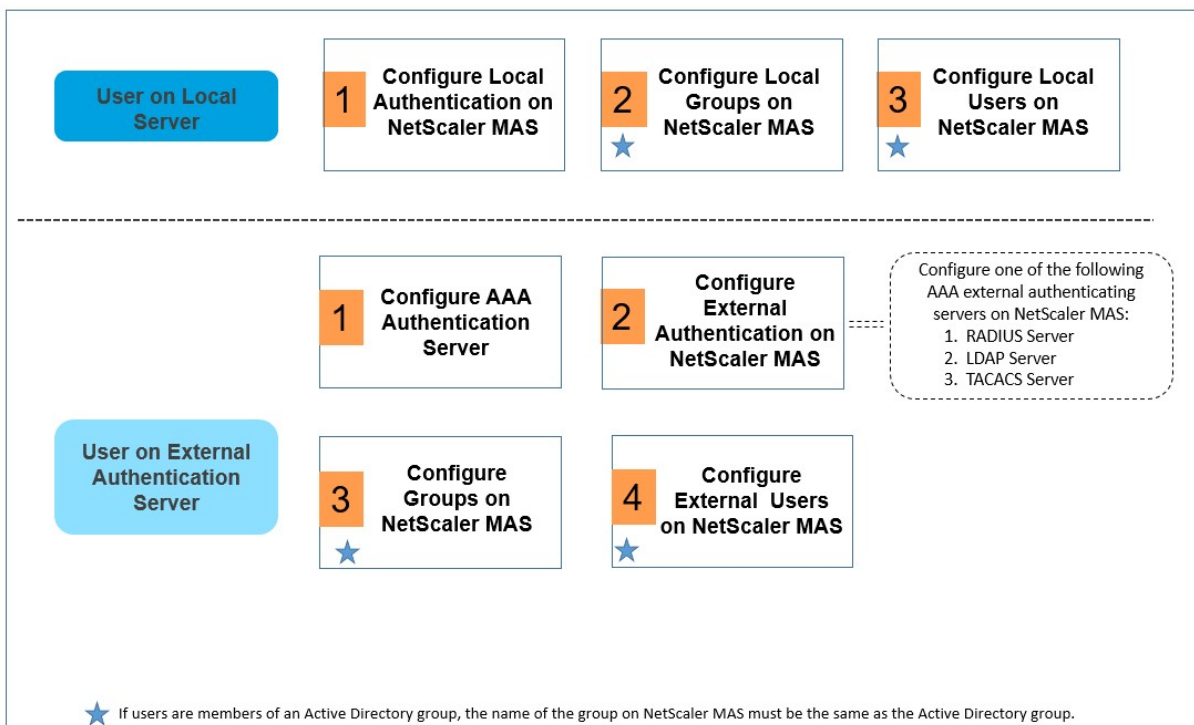 User on Local
Server
1
Configure Local
Authentication on
NetScaler MAS
2
Configure Local
Groups on
NetScaler MAS
3
Configure Local
Users on
NetScaler MAS
User on External
Authentication
Server
1
Configure AAA
Authentication
Server
2
Configure
External
Authentication on
NetScaler MAS
Configure one of the following
AAA external authenticating
servers on NetScaler MAS:
1. RADIUS Server
2. LDAP Server
3. TACACS Server
3
Configure
Groups on
NetScaler MAS
4
Configure
External Users
on NetScaler MAS
If users are members of an Active Directory group, the name of the group on NetScaler MAS must be the same as the Active Directory group.